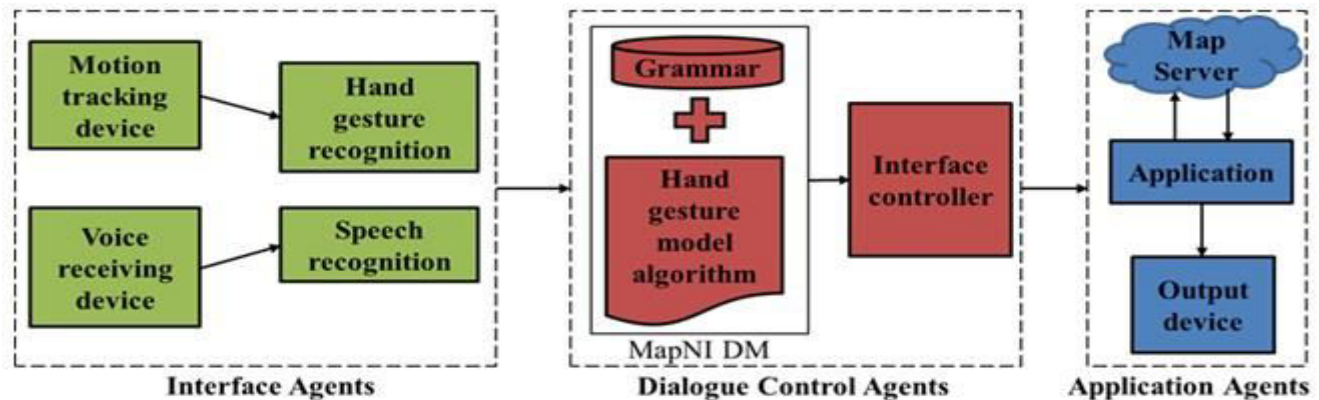 Motion
tracking
device
Hand
gesture
recognition
Voice
receiving
device
Speech
recognition
Interface Agents
Grammar
Hand
gesture
model
algorithm
MapNI DM
Interface
controller
Dialogue Control Agents
Map
Server
Application
Output
device
Application Agents